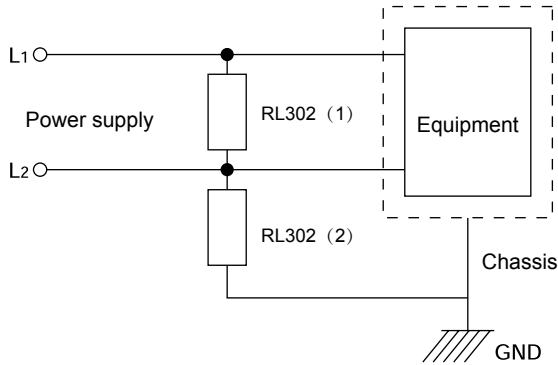 L1
RL302（1）
Power supply
Equipment
L2
RL302（2）
Chassis
GND